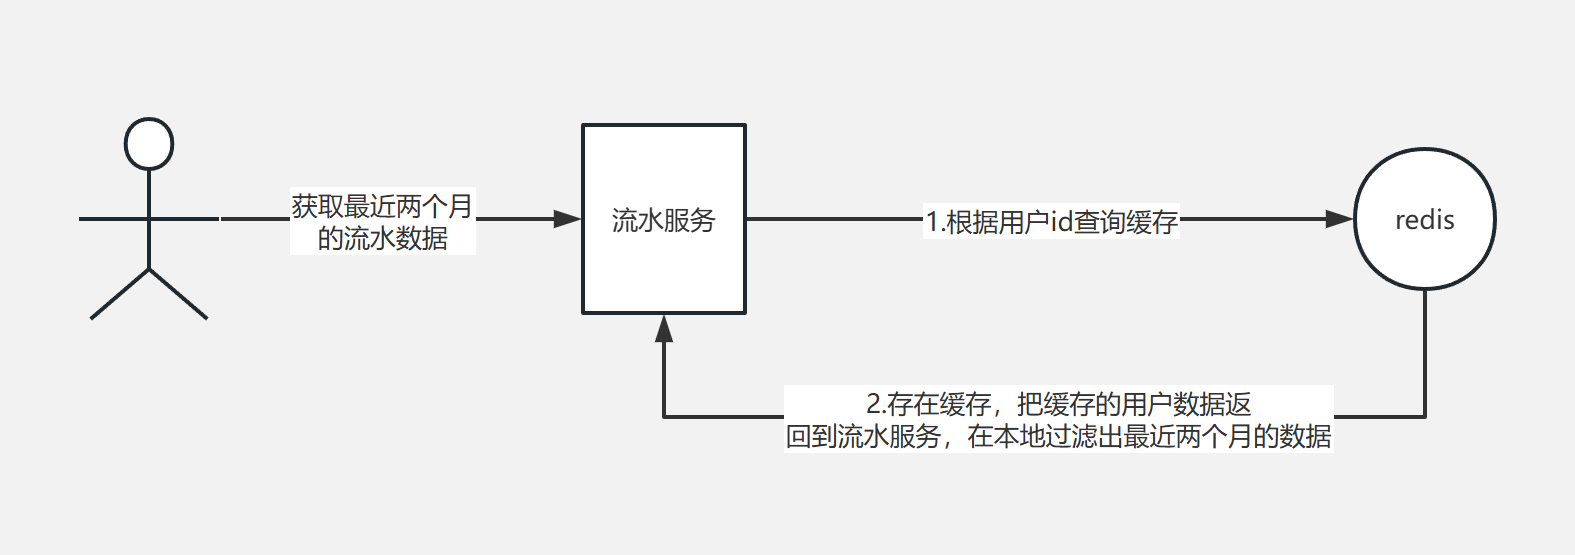 获取最近两个月
的流水数据
流水服务
1.根据用户id查询缓存
redis
2.存在缓存，把缓存的用户数据返
回到流水服务，在本地过滤出最近两个月的数据